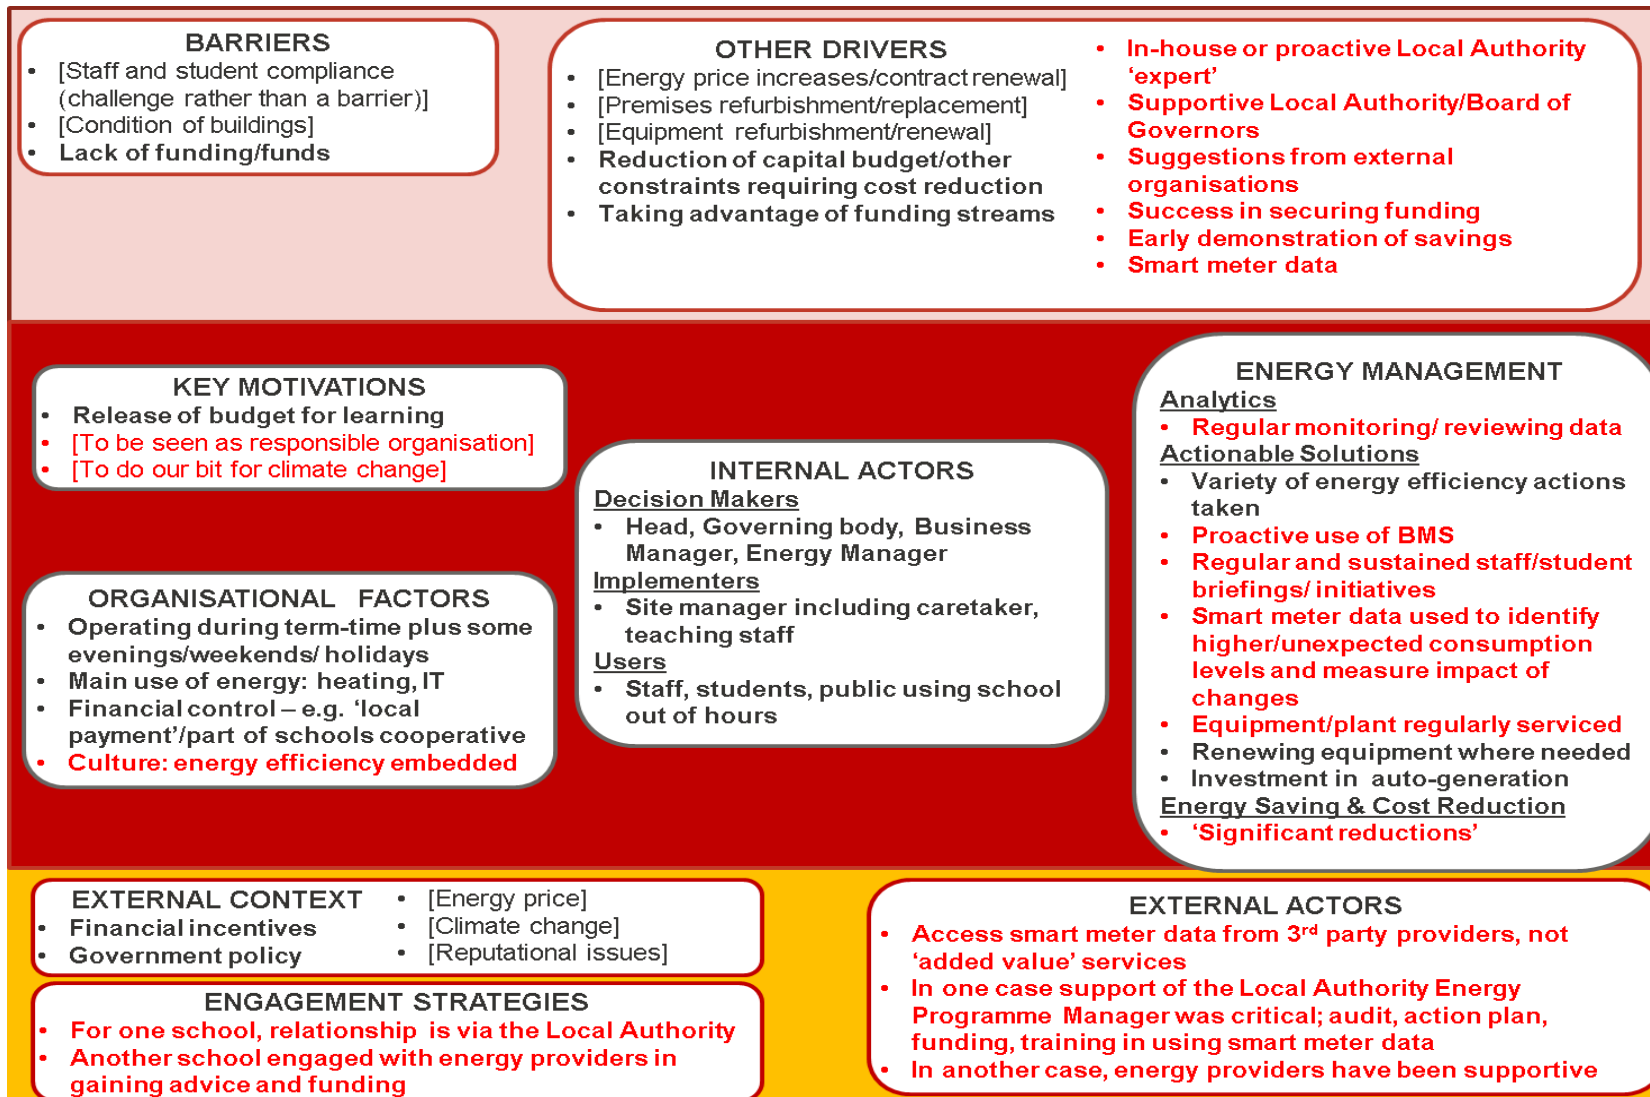 BARRIERS
• [Staff and student compliance
(challenge rather than a barrier)]
• [Condition of buildings]
• Lack of funding/funds
OTHER DRIVERS
• [Energy price increases/contract renewal]
• [Premises refurbishment/replacement]
• [Equipment refurbishment/renewal]
• Reduction of capital budget/other
constraints requiring cost reduction
• Taking advantage of funding streams
• In-house or proactive Local Authority
‘expert’
• Supportive Local Authority/Board of
Governors
• Suggestions from external
organisations
• Success in securing funding
• Early demonstration of savings
• Smart meter data
KEY MOTIVATIONS
• Release of budget for learning
• [To be seen as responsible organisation]
• [To do our bit for climate change]
ORGANISATIONAL FACTORS
• Operating during term-time plus some
evenings/weekends/ holidays
• Main use of energy: heating, IT
• Financial control – e.g. ‘local
payment’/part of schools cooperative
• Culture: energy efficiency embedded
INTERNAL ACTORS
Decision Makers
• Head, Governing body, Business
Manager, Energy Manager
Implementers
• Site manager including caretaker,
teaching staff
Users
• Staff, students, public using school
out of hours
ENERGY MANAGEMENT
Analytics
• Regular monitoring/ reviewing data
Actionable Solutions
• Variety of energy efficiency actions
taken
• Proactive use of BMS
• Regular and sustained staff/student
briefings/ initiatives
• Smart meter data used to identify
higher/unexpected consumption
levels and measure impact of
changes
• Equipment/plant regularly serviced
• Renewing equipment where needed
• Investment in auto-generation
Energy Saving & Cost Reduction
• ‘Significant reductions’
EXTERNAL CONTEXT
• Financial incentives
• Government policy
• [Energy price]
• [Climate change]
• [Reputational issues]
ENGAGEMENT STRATEGIES
• For one school, relationship is via the Local Authority
• Another school engaged with energy providers in
gaining advice and funding
EXTERNAL ACTORS
• Access smart meter data from 3rd party providers, not
‘added value’ services
• In one case support of the Local Authority Energy
Programme Manager was critical; audit, action plan,
funding, training in using smart meter data
• In another case, energy providers have been supportive